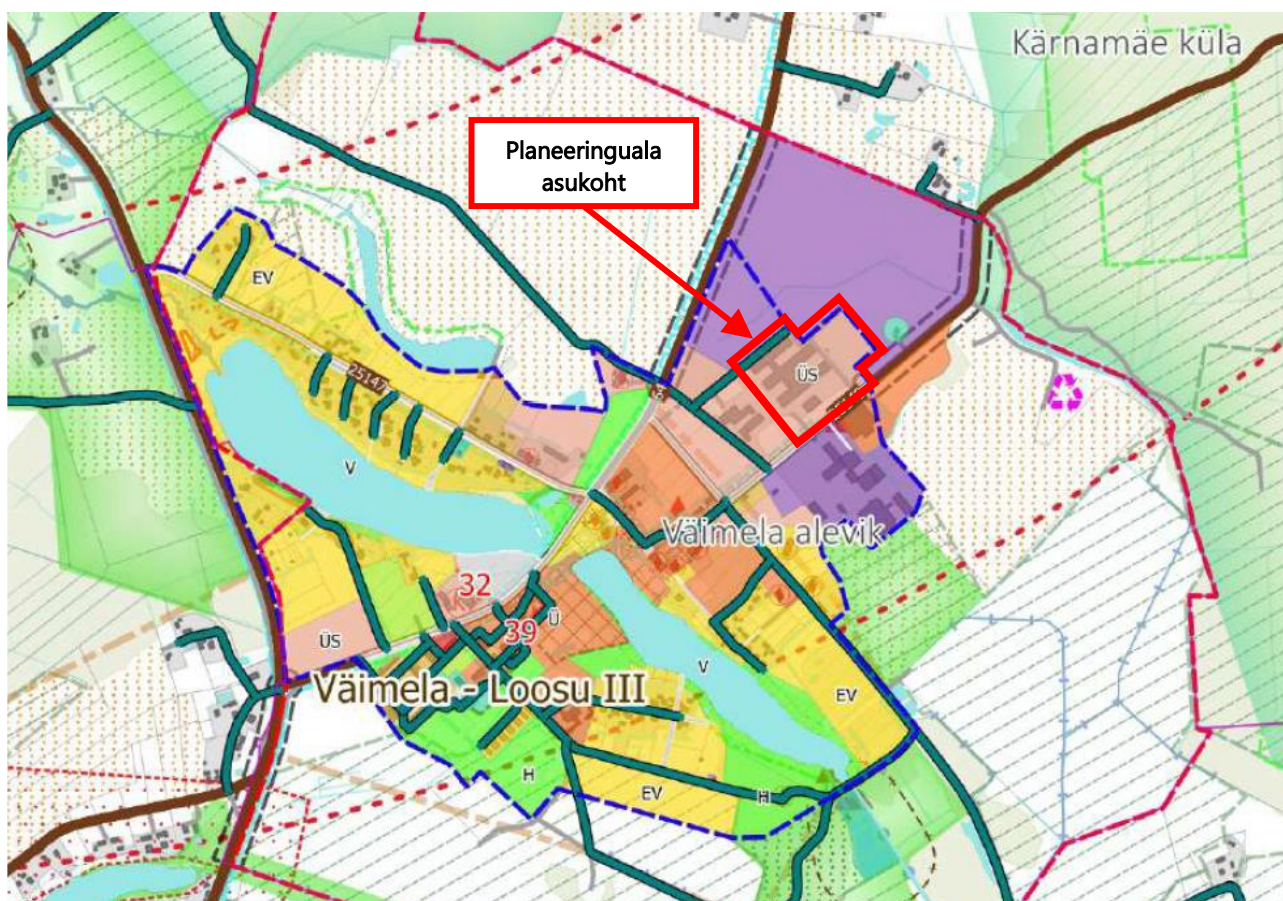 Kärnamäe küla
Planeeringuala
asukoht
EV
25147
ÜS
V
Väimela alevik
32
39
Ü
ÜS
V
Väimela - Loosu III
EV
H
EV
H